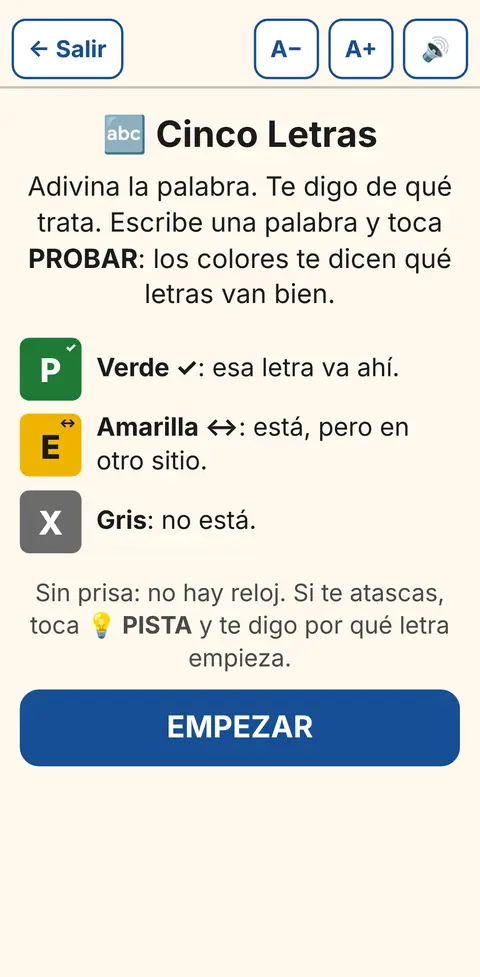 ← Salir
A−
A+
abc Cinco Letras
Adivina la palabra. Te digo de qué
trata. Escribe una palabra y toca
PROBAR: los colores te dicen qué
letras van bien.
P ✓
Verde ✓: esa letra va ahí.
E ↔
Amarilla ↔: está, pero en
otro sitio.
X
Gris: no está.
Sin prisa: no hay reloj. Si te atascas,
toca 💡 PISTA y te digo por qué letra
empieza.
EMPEZAR